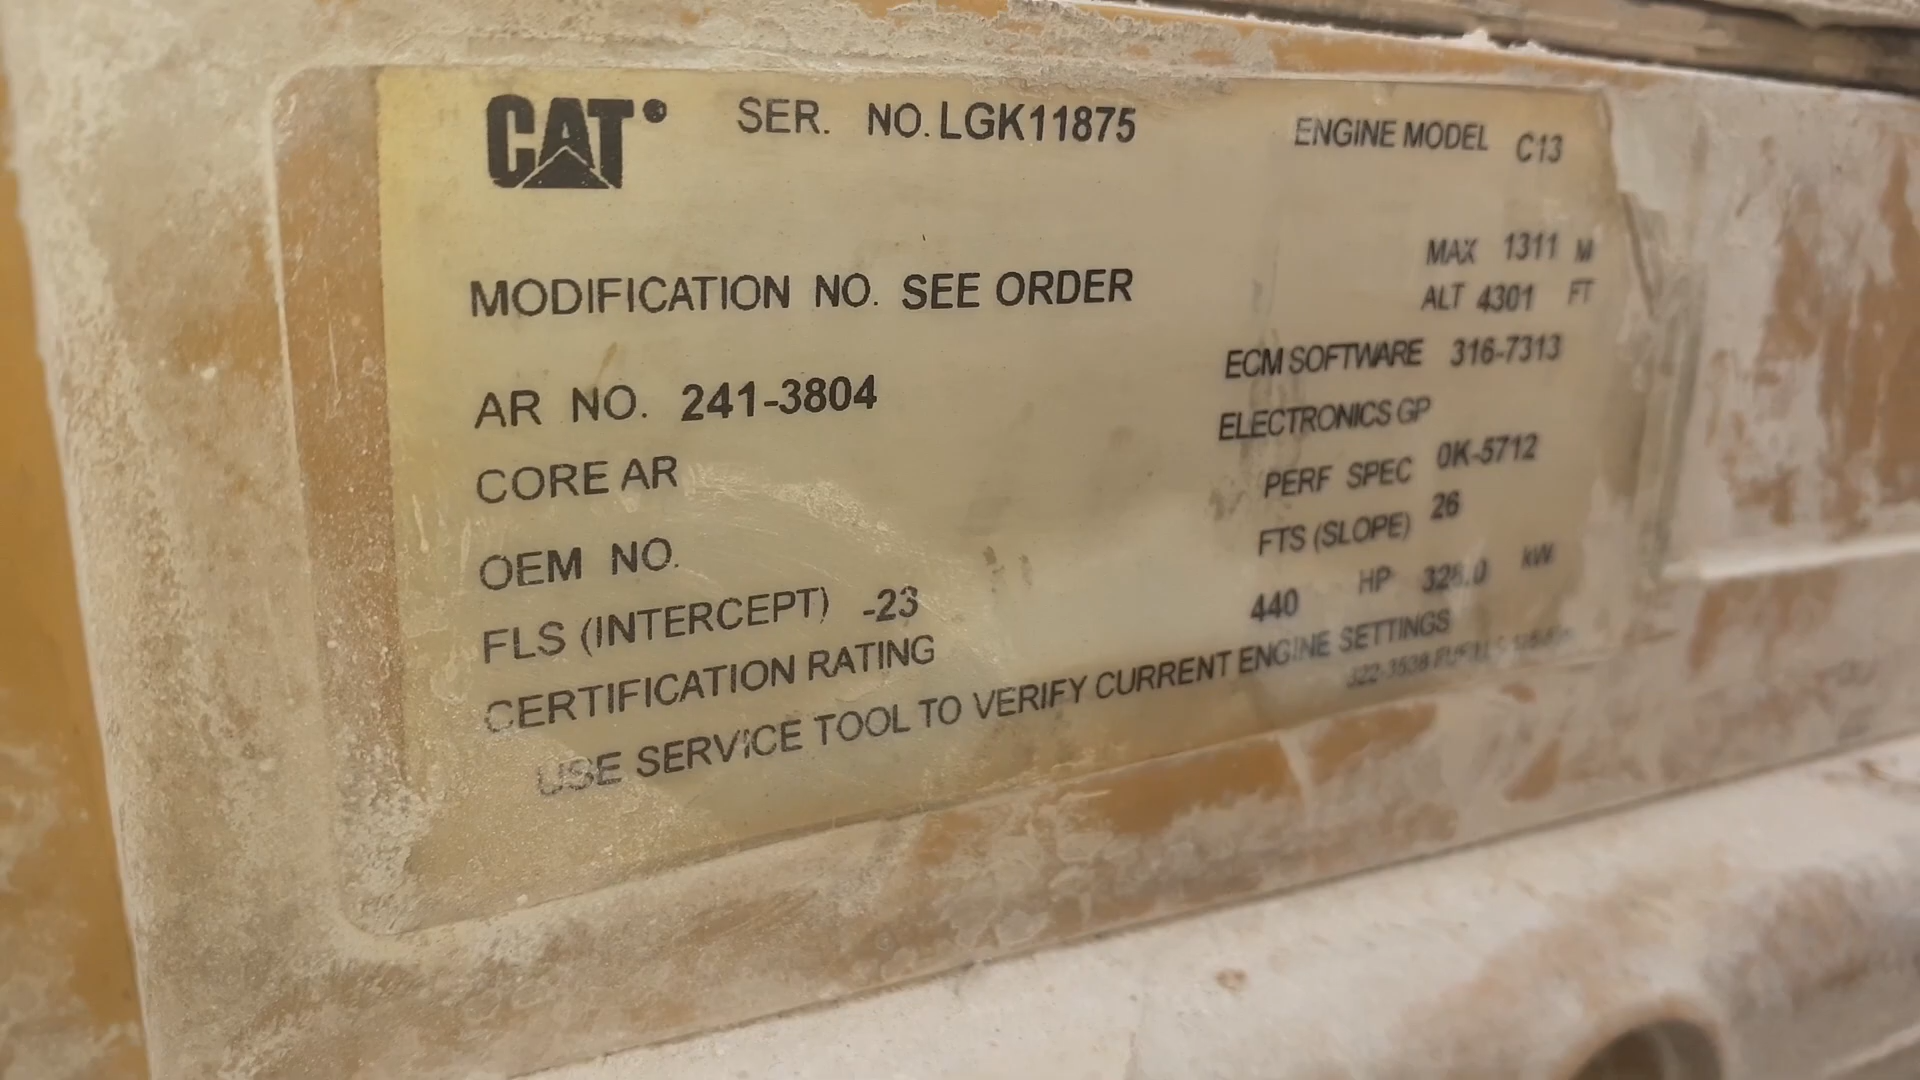 CAT SER. NO. LGK11875 ENGINE MODEL C13
MAX 1311 M
MODIFICATION NO. SEE ORDER ALT 4301 FT
ECM SOFTWARE 316-7313
AR NO. 241-3804 ELECTRONICS GP
CORE AR PERF SPEC 0K-5712
OEM NO. FTS (SLOPE) 26
FLS (INTERCEPT) -23
CERTIFICATION RATING 440 HP kW
USE SERVICE TOOL TO VERIFY CURRENT ENGINE SETTINGS